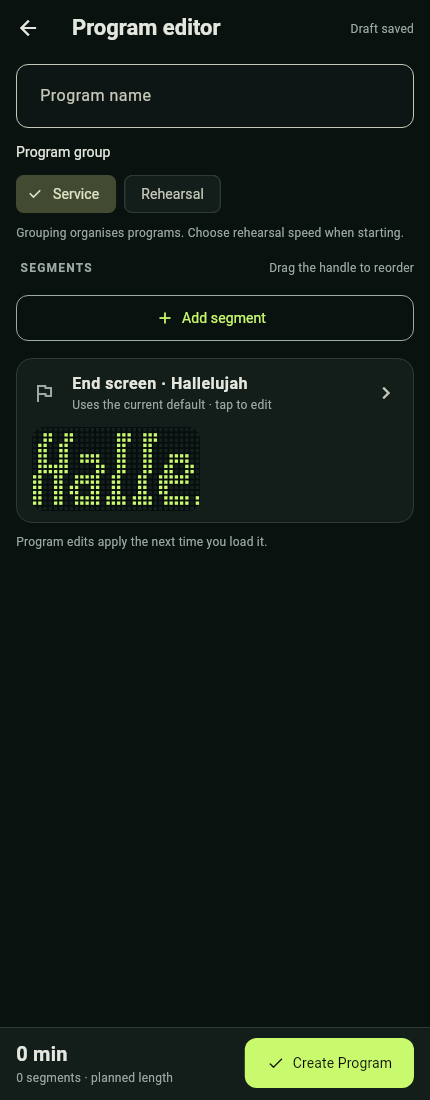 Program editor
Draft saved
Program name
Program group
Service
Rehearsal
Grouping organises programs. Choose rehearsal speed when starting.
SEGMENTS
Drag the handle to reorder
Add segment
End screen · Hallelujah
Uses the current default · tap to edit
Halle
Program edits apply the next time you load it.
0 min
0 segments · planned length
Create Program